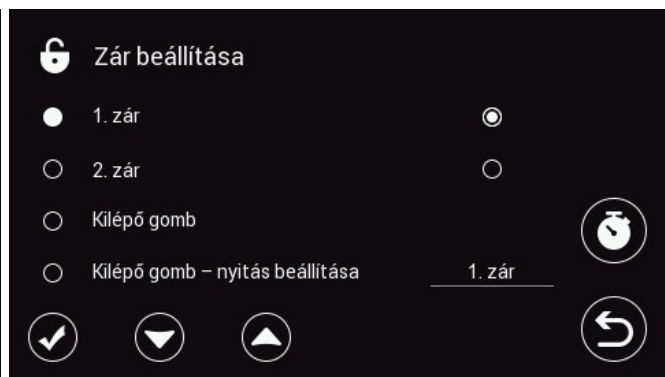 Zár beállítása
1. zár
2. zár
Kilépő gomb
Kilépő gomb – nyitás beállítása 1. zár